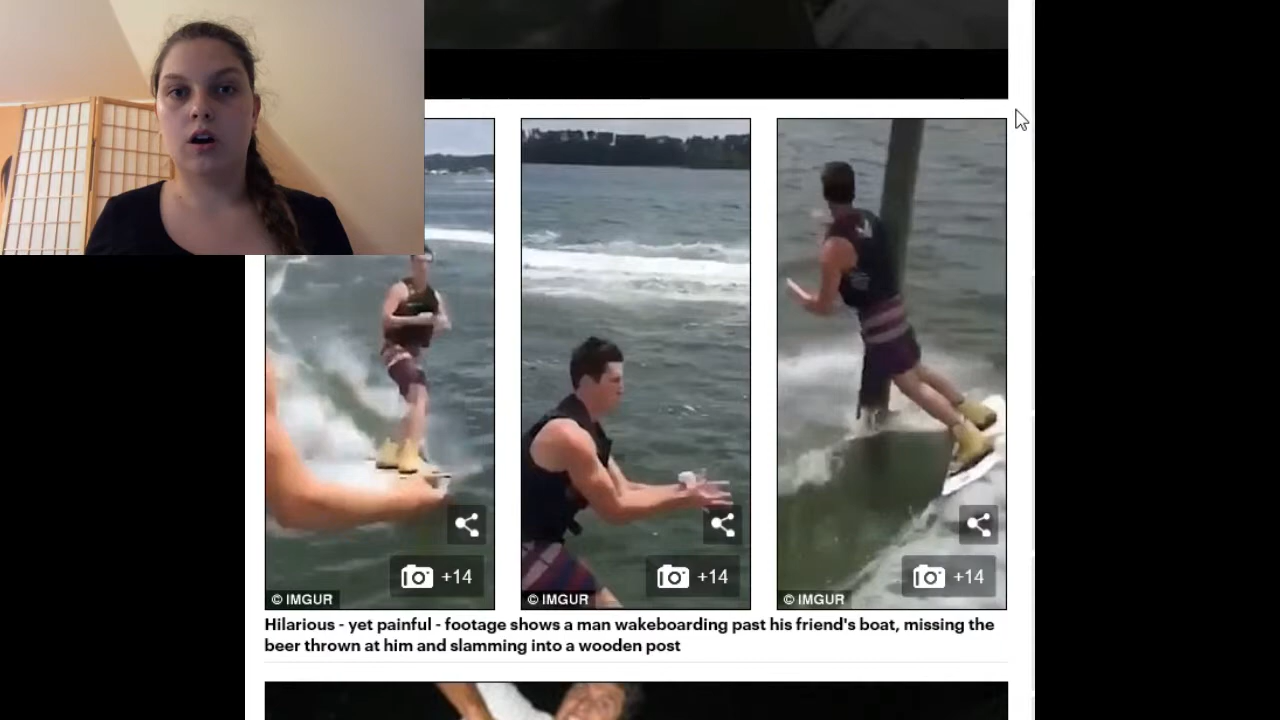 +14
+14
+14
© IMGUR
© IMGUR
© IMGUR
Hilarious - yet painful - footage shows a man wakeboarding past his friend's boat, missing the
beer thrown at him and slamming into a wooden post